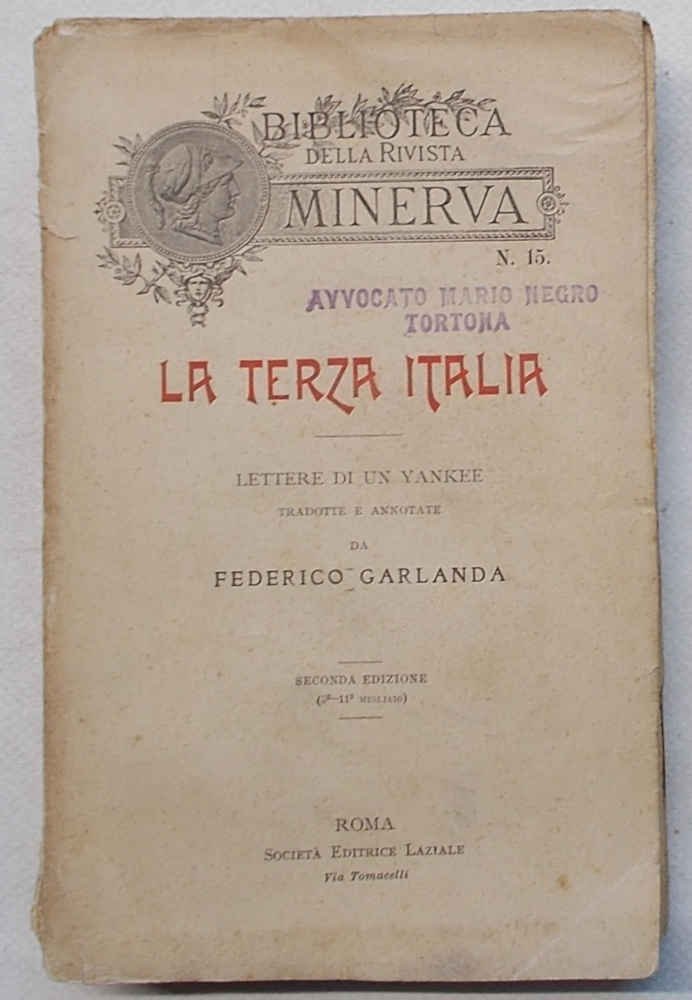 BIBLIOTECA
DELLA RIVISTA
MINERVA
N. 15.
AVVOCATO MARIO NEGRO
TORTONA
LA TERZA ITALIA
LETTERE DI UN YANKEE
TRADOTTE E ANNOTATE
DA
FEDERICO GARLANDA
SECONDA EDIZIONE
MIGLIAIO)
ROMA
SOCIETÀ EDITRICE LAZIALE
Via Tomacelli